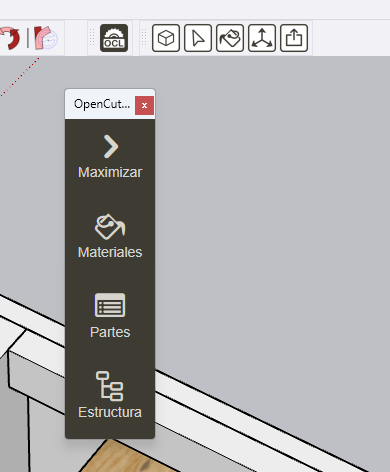 OCL
OpenCut... x
Maximizar
Materiales
Partes
Estructura